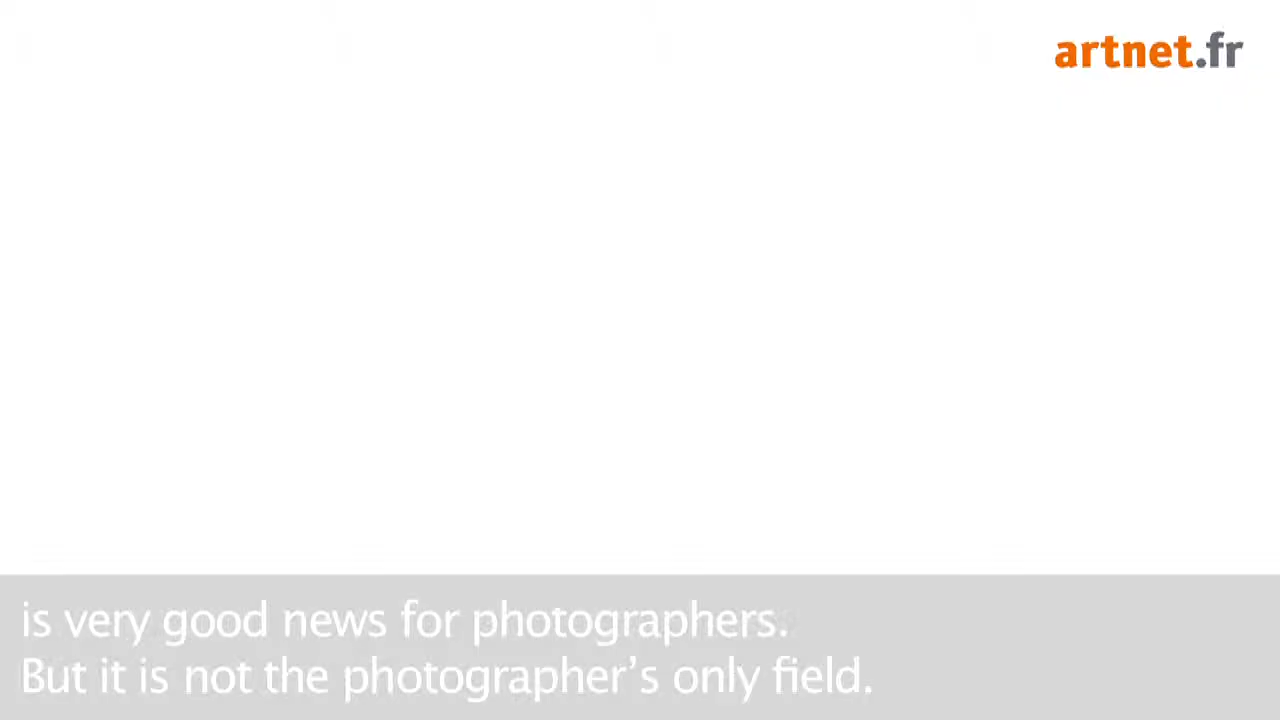 artnet.fr
is very good news for photographers.
But it is not the photographer's only field.